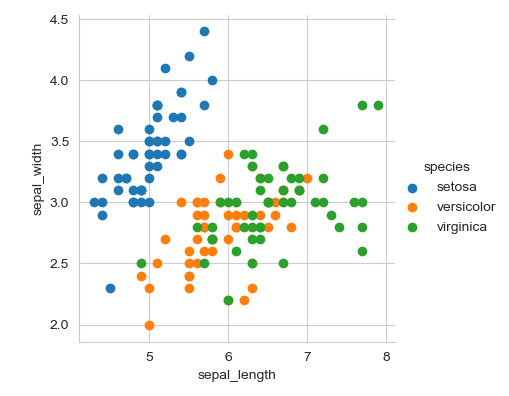 4.5
4.0
3.5
3.0
2.5
2.0
sepal_width
5
6
7
8
sepal_length
species
setosa
versicolor
virginica